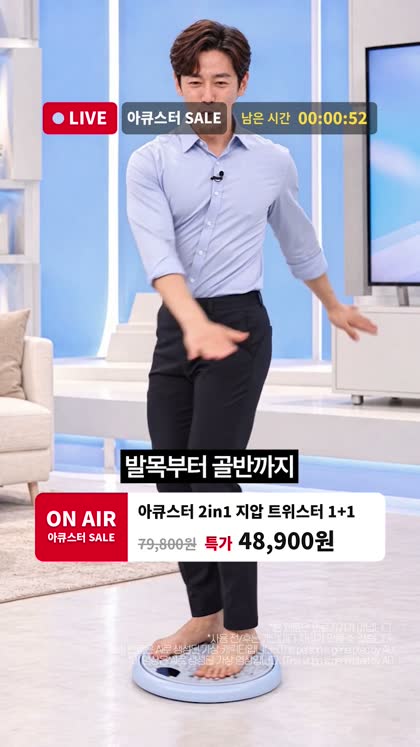 LIVE
아큐스터 SALE
남은 시간 00:00:52
발목부터 골반까지
ON AIR
아큐스터 SALE
아큐스터 2in1 지압 트위스터 1+1
79,800원 특가 48,900원